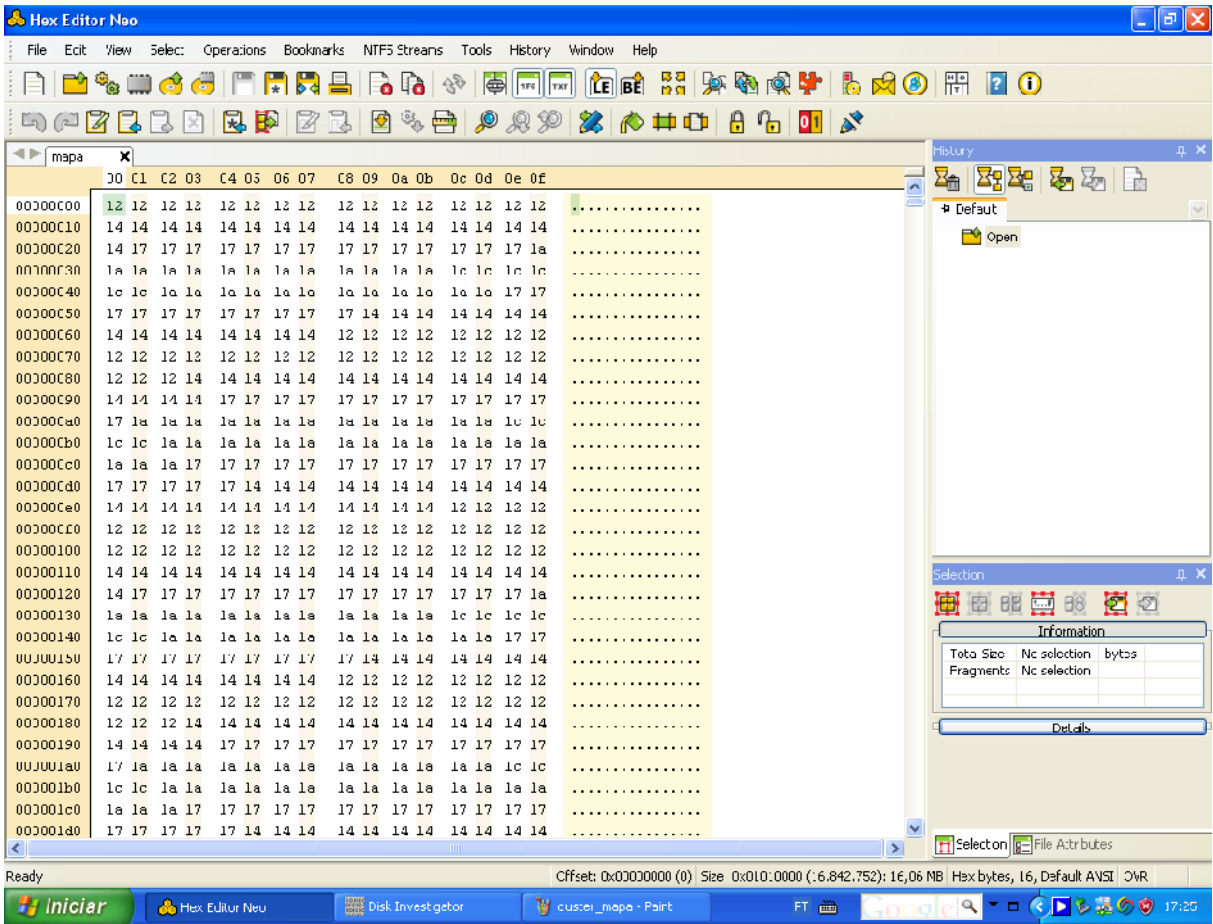 Hex Editor Neo
File Edit View Select Operations Bookmarks NTFS Streams Tools History Window Help
mapa
00 01 02 03 04 05 06 07 08 09 0a 0b 0c 0d 0e 0f
00000000 12 12 12 12 12 12 12 12 12 12 12 12 12 12 12 12 ................
00000010 14 14 14 14 14 14 14 14 14 14 14 14 14 14 14 14 ................
00000020 14 17 17 17 17 17 17 17 17 17 17 17 17 17 17 1a ................
00000030 1a 1a 1a 1a 1a 1a 1a 1a 1a 1a 1a 1a 1c 1c 1c 1c ................
00000040 1c 1c 1a 1a 1a 1a 1a 1a 1a 1a 1a 1a 1a 1a 17 17 ................
00000050 17 17 17 17 17 17 17 17 17 14 14 14 14 14 14 14 ................
00000060 14 14 14 14 14 14 14 14 12 12 12 12 12 12 12 12 ................
00000070 12 12 12 12 12 12 12 12 12 12 12 12 12 12 12 12 ................
00000080 12 12 12 14 14 14 14 14 14 14 14 14 14 14 14 14 ................
00000090 14 14 14 14 17 17 17 17 17 17 17 17 17 17 17 17 ................
000000a0 17 1a 1a 1a 1a 1a 1a 1a 1a 1a 1a 1a 1a 1a 1c 1c ................
000000b0 1c 1c 1a 1a 1a 1a 1a 1a 1a 1a 1a 1a 1a 1a 1a 1a ................
000000c0 1a 1a 1a 17 17 17 17 17 17 17 17 17 17 17 17 17 ................
000000d0 17 17 17 17 17 14 14 14 14 14 14 14 14 14 14 14 ................
000000e0 14 14 14 14 14 14 14 14 14 14 14 14 12 12 12 12 ................
000000f0 12 12 12 12 12 12 12 12 12 12 12 12 12 12 12 12 ................
00000100 12 12 12 12 12 12 12 12 12 12 12 12 12 12 12 12 ................
00000110 14 14 14 14 14 14 14 14 14 14 14 14 14 14 14 14 ................
00000120 14 17 17 17 17 17 17 17 17 17 17 17 17 17 17 1a ................
00000130 1a 1a 1a 1a 1a 1a 1a 1a 1a 1a 1a 1a 1c 1c 1c 1c ................
00000140 1c 1c 1a 1a 1a 1a 1a 1a 1a 1a 1a 1a 1a 1a 17 17 ................
00000150 17 17 17 17 17 17 17 17 17 14 14 14 14 14 14 14 ................
00000160 14 14 14 14 14 14 14 14 12 12 12 12 12 12 12 12 ................
00000170 12 12 12 12 12 12 12 12 12 12 12 12 12 12 12 12 ................
00000180 12 12 12 14 14 14 14 14 14 14 14 14 14 14 14 14 ................
00000190 14 14 14 14 17 17 17 17 17 17 17 17 17 17 17 17 ................
000001a0 17 1a 1a 1a 1a 1a 1a 1a 1a 1a 1a 1a 1a 1a 1c 1c ................
000001b0 1c 1c 1a 1a 1a 1a 1a 1a 1a 1a 1a 1a 1a 1a 1a 1a ................
000001c0 1a 1a 1a 17 17 17 17 17 17 17 17 17 17 17 17 17 ................
000001d0 17 17 17 17 17 14 14 14 14 14 14 14 14 14 14 14 ................
History
Default
Open
Selection
Information
Total Size No selection bytes
Fragments No selection
Details
Selection File Attributes
Ready
Offset: 0x00000000 (0) Size 0x01010000 (16.842.752): 16,06 MB Hex bytes, 16, Default ANSI OVR
Iniciar Hex Editor Neo Disk Investigator custer_mapa - Paint PT Google 17:25